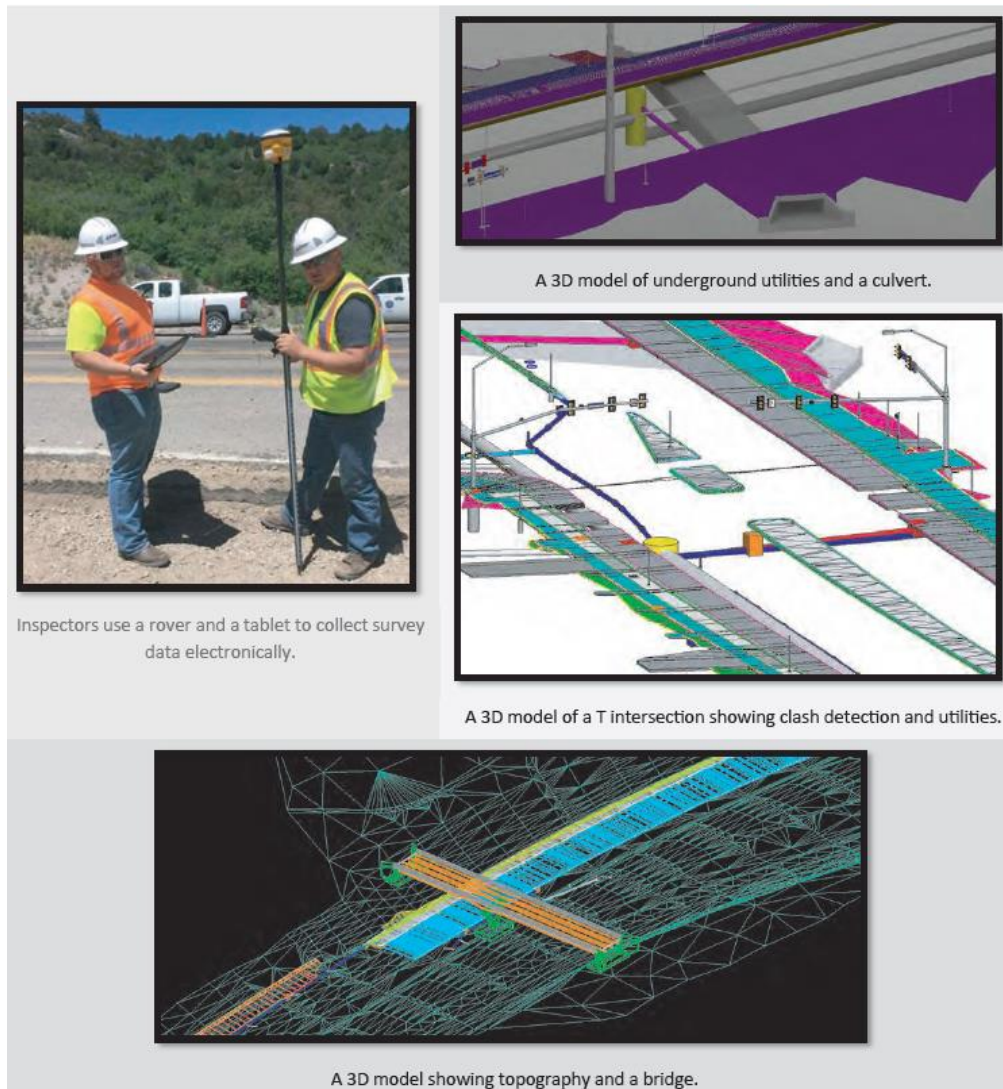 A 3D model of underground utilities and a culvert.
Inspectors use a rover and a tablet to collect survey
data electronically.
A 3D model of a T intersection showing clash detection and utilities.
A 3D model showing topography and a bridge.